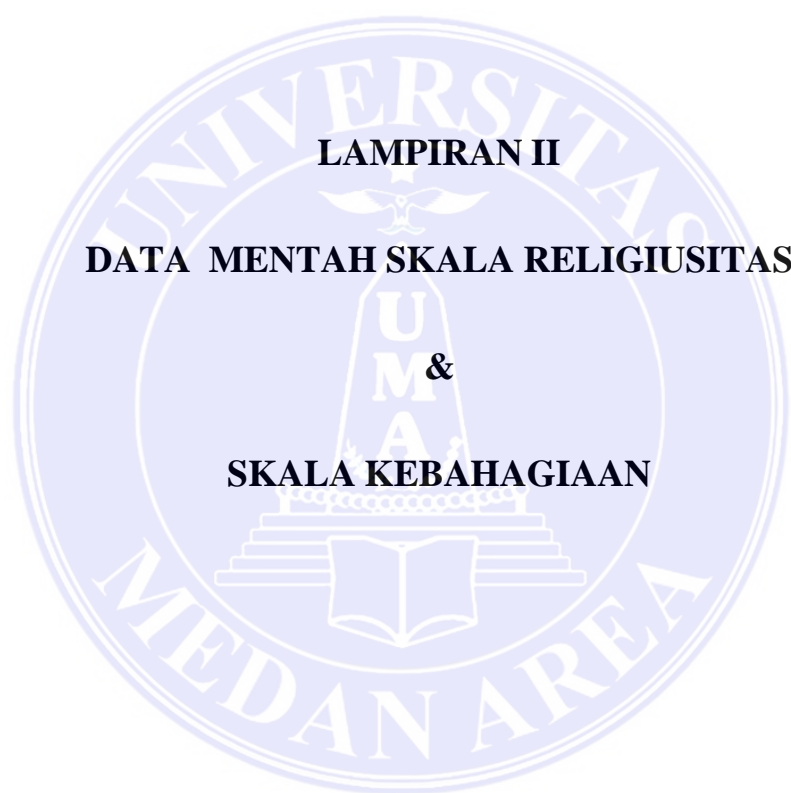 UNIVERSITAS
LAMPIRAN II
DATA MENTAH SKALA RELIGIUSITAS
UMA
&
SKALA KEBAHAGIAAN
MEDAN AREA